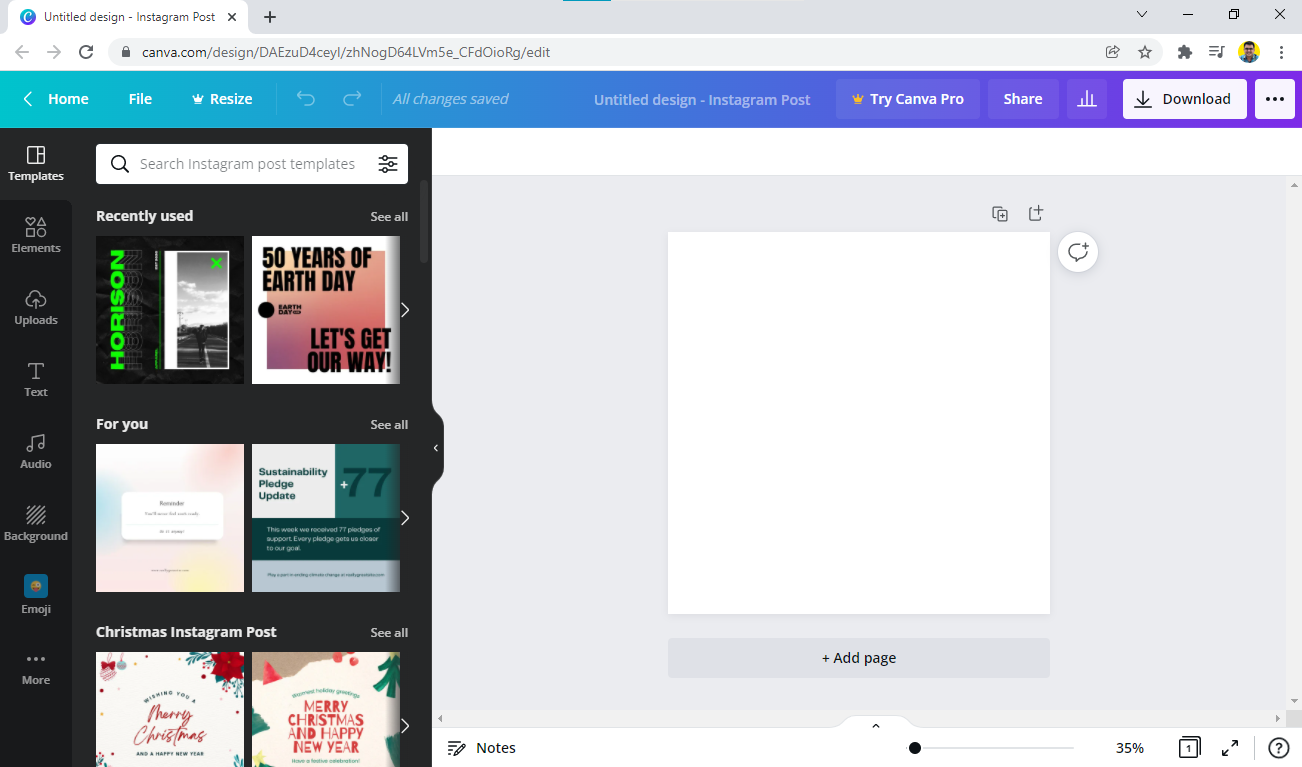 Untitled design - Instagram Post
canva.com/design/DAEzuD4ceyI/zhNogD64LVm5e_CFdOioRg/edit
Home
File
Resize
All changes saved
Untitled design - Instagram Post
Try Canva Pro
Share
Download
Templates
Elements
Uploads
Text
Audio
Background
Emoji
More
Search Instagram post templates
Recently used
See all
HORISON
50 YEARS OF
EARTH DAY
EARTH
DAY
LET'S GET
OUR WAY!
For you
See all
Reminder
Sustainability
Pledge
Update
+77
This week we received 77 pledges of
support. Every pledge gets us closer
to our goal.
Christmas Instagram Post
See all
WISHING YOU A
Merry
Christmas
AND A HAPPY NEW YEAR
Warmest holiday greetings
MERRY
CHRISTMAS
AND HAPPY
NEW YEAR
Have a festive celebration!
+ Add page
Notes
35%
1